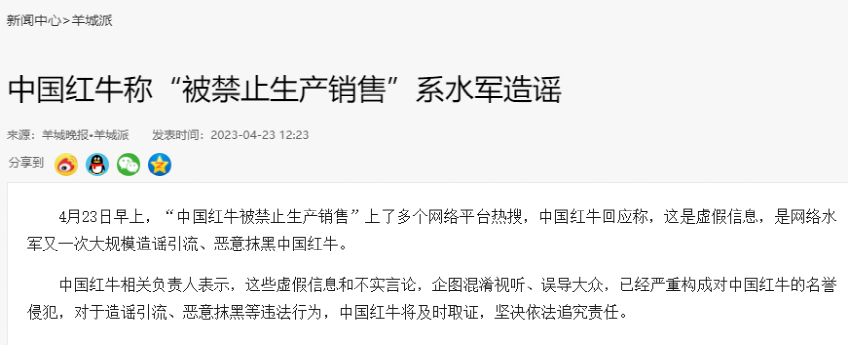 新闻中心>羊城派
中国红牛称“被禁止生产销售”系水军造谣
来源：羊城晚报•羊城派 发表时间：2023-04-23 12:23
分享到
4月23日早上，“中国红牛被禁止生产销售”上了多个网络平台热搜，中国红牛回应称，这是虚假信息，是网络水
军又一次大规模造谣引流、恶意抹黑中国红牛。
中国红牛相关负责人表示，这些虚假信息和不实言论，企图混淆视听、误导大众，已经严重构成对中国红牛的名誉
侵犯，对于造谣引流、恶意抹黑等违法行为，中国红牛将及时取证，坚决依法追究责任。